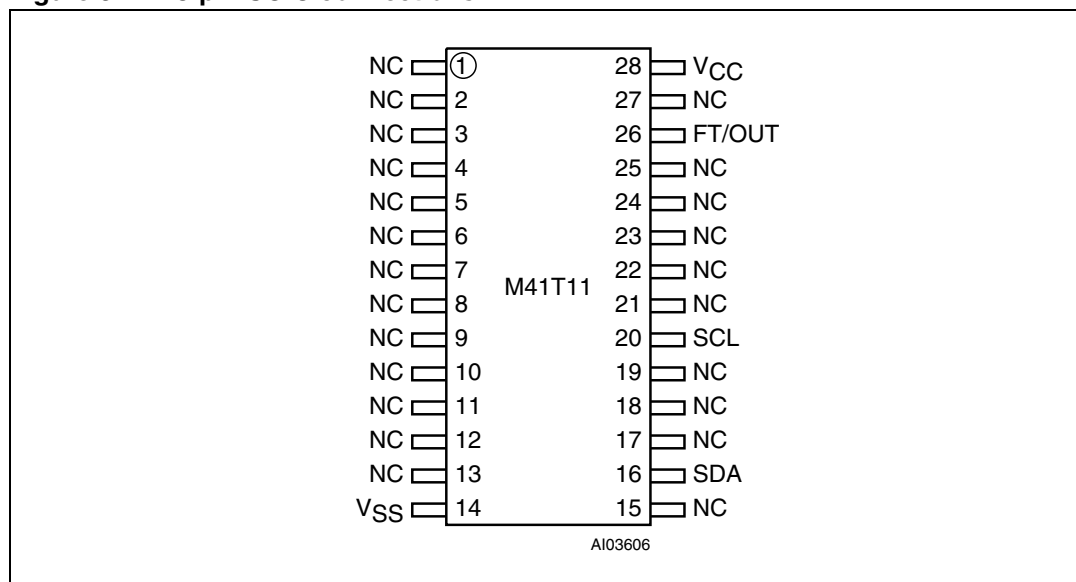 NC 1 28 VCC
NC 2 27 NC
NC 3 26 FT/OUT
NC 4 25 NC
NC 5 24 NC
NC 6 23 NC
NC 7 22 NC
M41T11
NC 8 21 NC
NC 9 20 SCL
NC 10 19 NC
NC 11 18 NC
NC 12 17 NC
NC 13 16 SDA
VSS 14 15 NC
AI03606